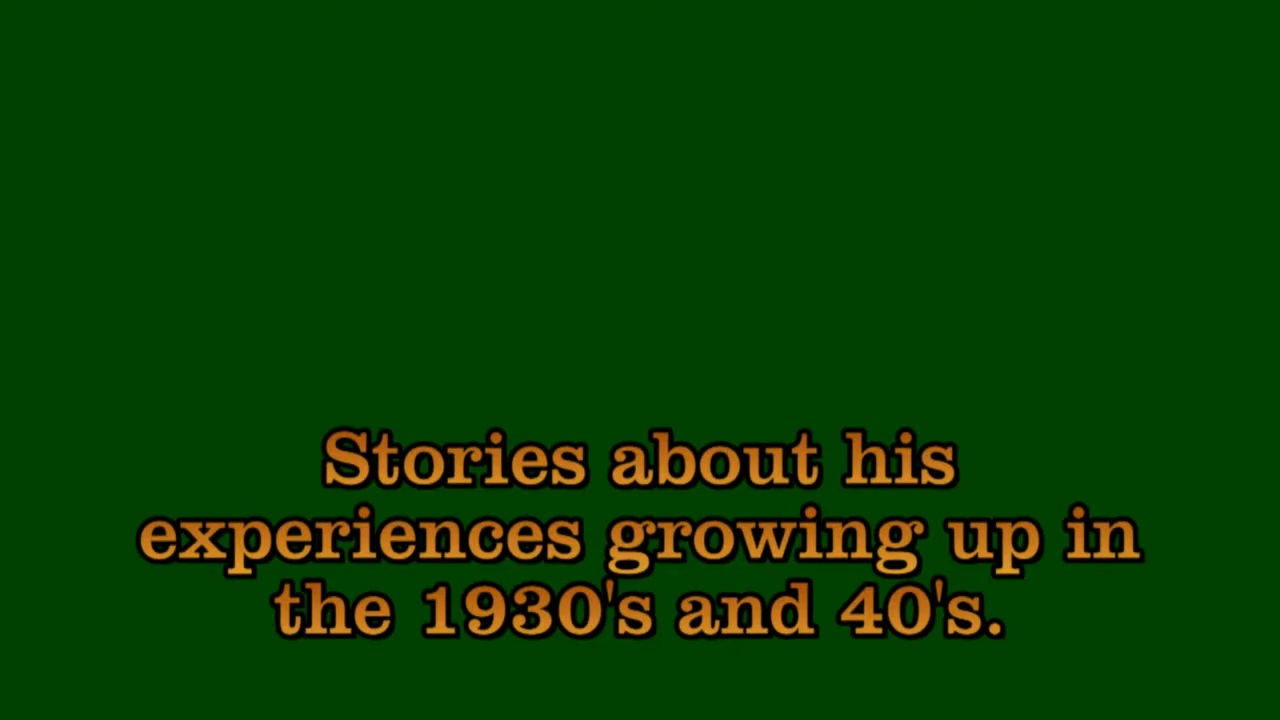 Stories about his
experiences growing up in
the 1930's and 40's.